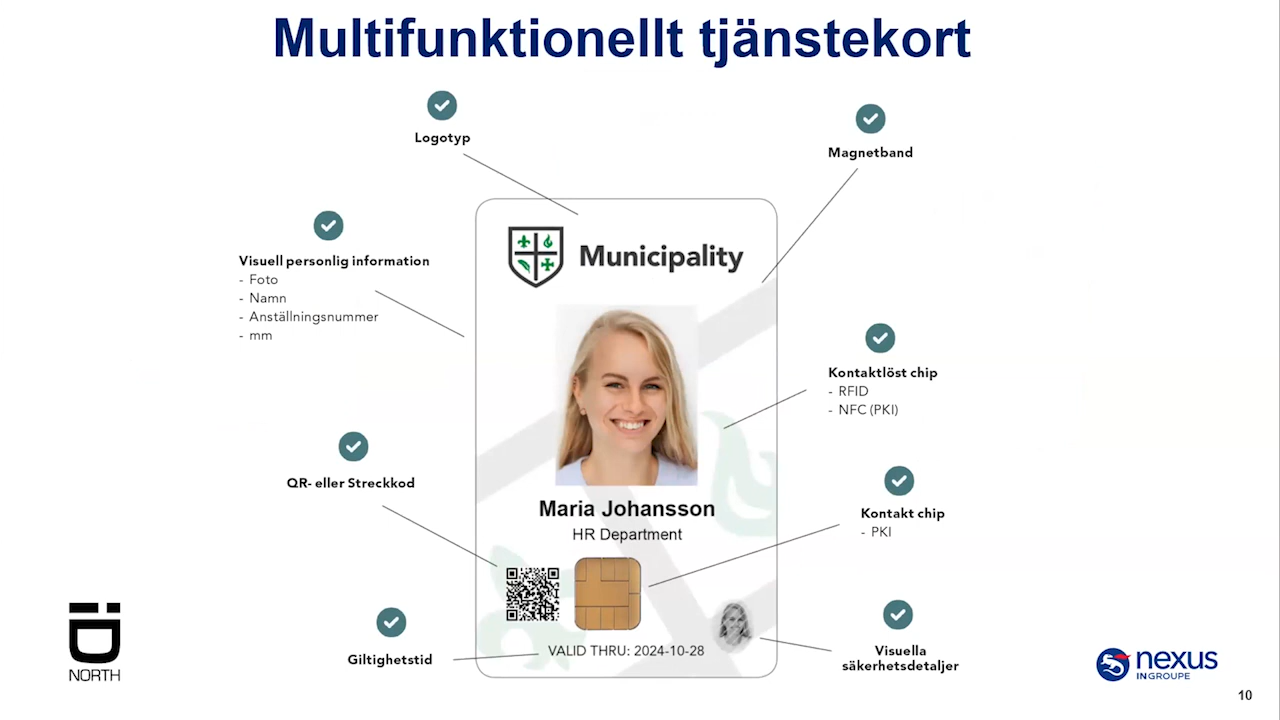 Multifunktionellt tjänstekort
Logotyp
Magnetband
Visuell personlig information
- Foto
- Namn
- Anställningsnummer
- mm
Municipality
Kontaktlöst chip
- RFID
- NFC (PKI)
QR- eller Streckkod
Maria Johansson
HR Department
Kontakt chip
- PKI
Giltighetstid
VALID THRU: 2024-10-28
Visuella
säkerhetsdetaljer
ID
NORTH
nexus
INGROUPE
10